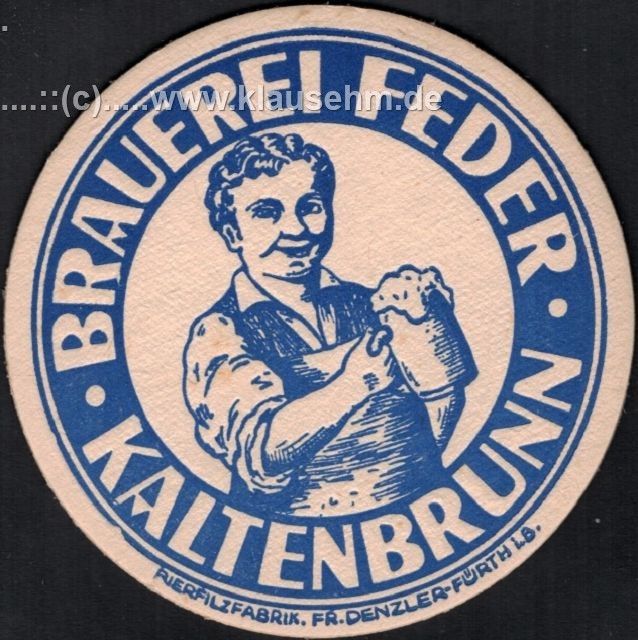 .....::(c).....www.klausehm.de
BRAUEREI FEDER
• KALTENBRUNN •
BIERFILZFABRIK. FR. DENZLER-FÜRTH i.B.